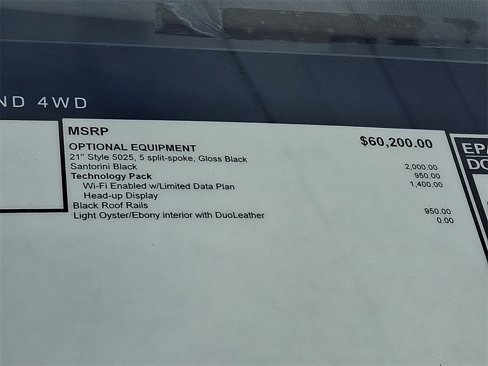 ND 4WD
MSRP $60,200.00
OPTIONAL EQUIPMENT
21" Style 5025, 5 split-spoke, Gloss Black 2,000.00
Santorini Black 950.00
Technology Pack 1,400.00
Wi-Fi Enabled w/Limited Data Plan
Head-up Display
Black Roof Rails 950.00
Light Oyster/Ebony interior with DuoLeather 0.00
EPA
DO